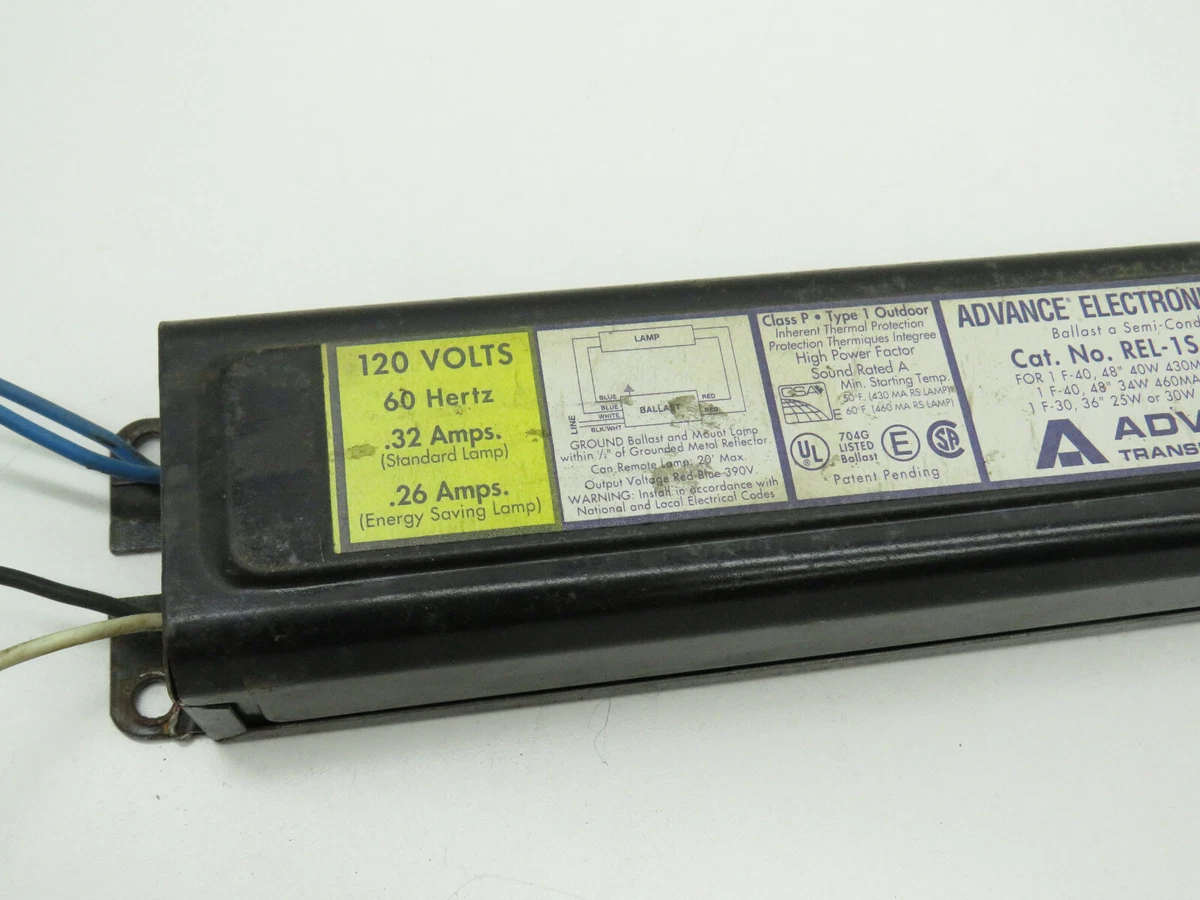 120 VOLTS
60 Hertz
.32 Amps.
(Standard Lamp)
.26 Amps.
(Energy Saving Lamp)
LAMP
BLUE RED
BLUE BALLAST RED
WHITE
BLK/WHT
LINE
GROUND Ballast and Mount Lamp
within ½" of Grounded Metal Reflector.
Can Remote Lamp 20' Max.
Output Voltage Red-Blue-390V.
WARNING: Install in accordance with
National and Local Electrical Codes
Class P • Type 1 Outdoor
Inherent Thermal Protection
Protection Thermiques Integree
High Power Factor
Sound Rated A
Min. Starting Temp.
50°F. (430 MA RS LAMP)
60°F. (460 MA RS LAMP)
E
UL
704G
LISTED
Ballast
E
SA
Patent Pending
ADVANCE® ELECTRON
Ballast a Semi-Cond
Cat. No. REL-1S
FOR 1 F-40, 48" 40W 430M
1 F-40, 48" 34W 460MA
1 F-30, 36" 25W or 30W
ADV
TRANS